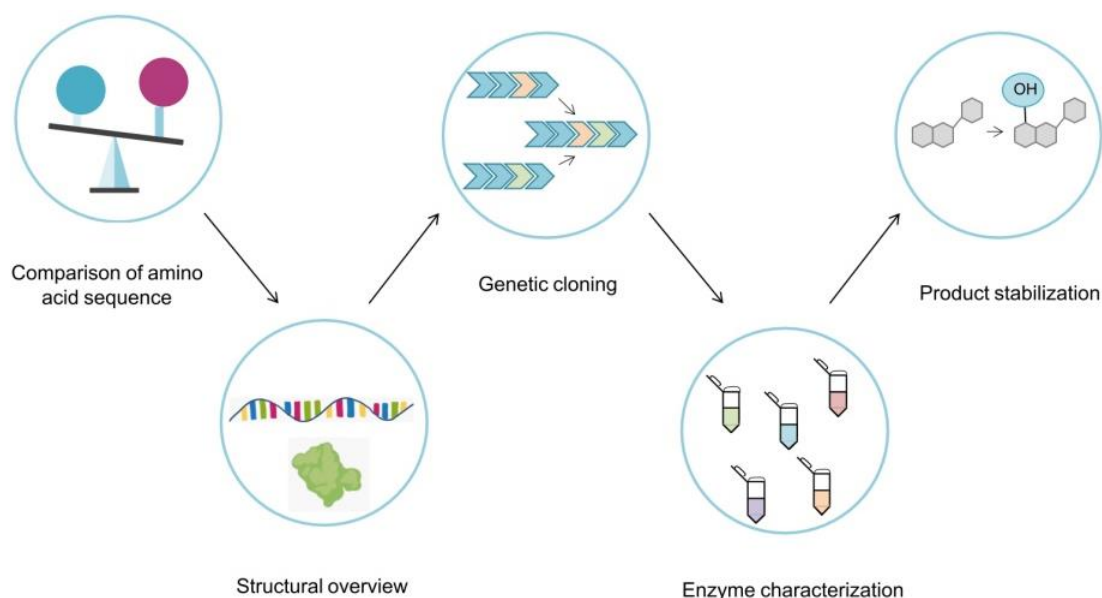 Comparison of amino
acid sequence
Structural overview
Genetic cloning
Enzyme characterization
OH
Product stabilization